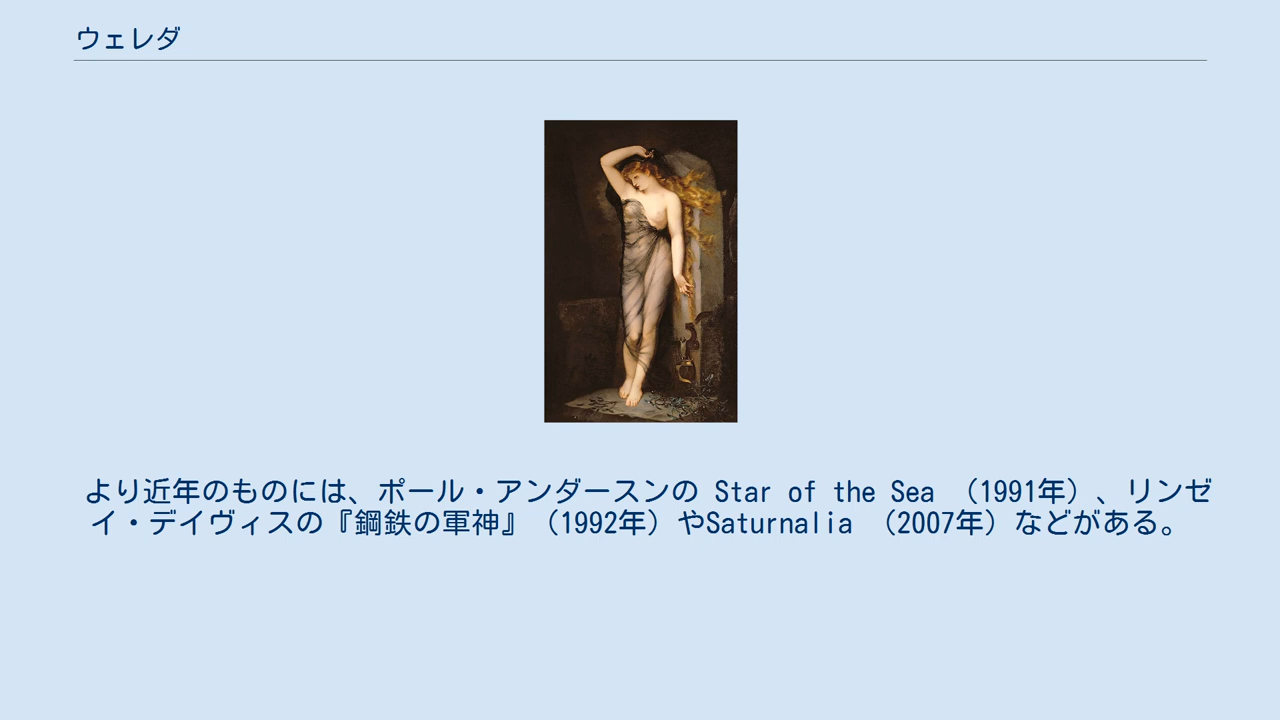 ウェレダ
より近年のものには、ポール・アンダースンの Star of the Sea （1991年）、リンゼ
イ・デイヴィスの『鋼鉄の軍神』（1992年）やSaturnalia （2007年）などがある。